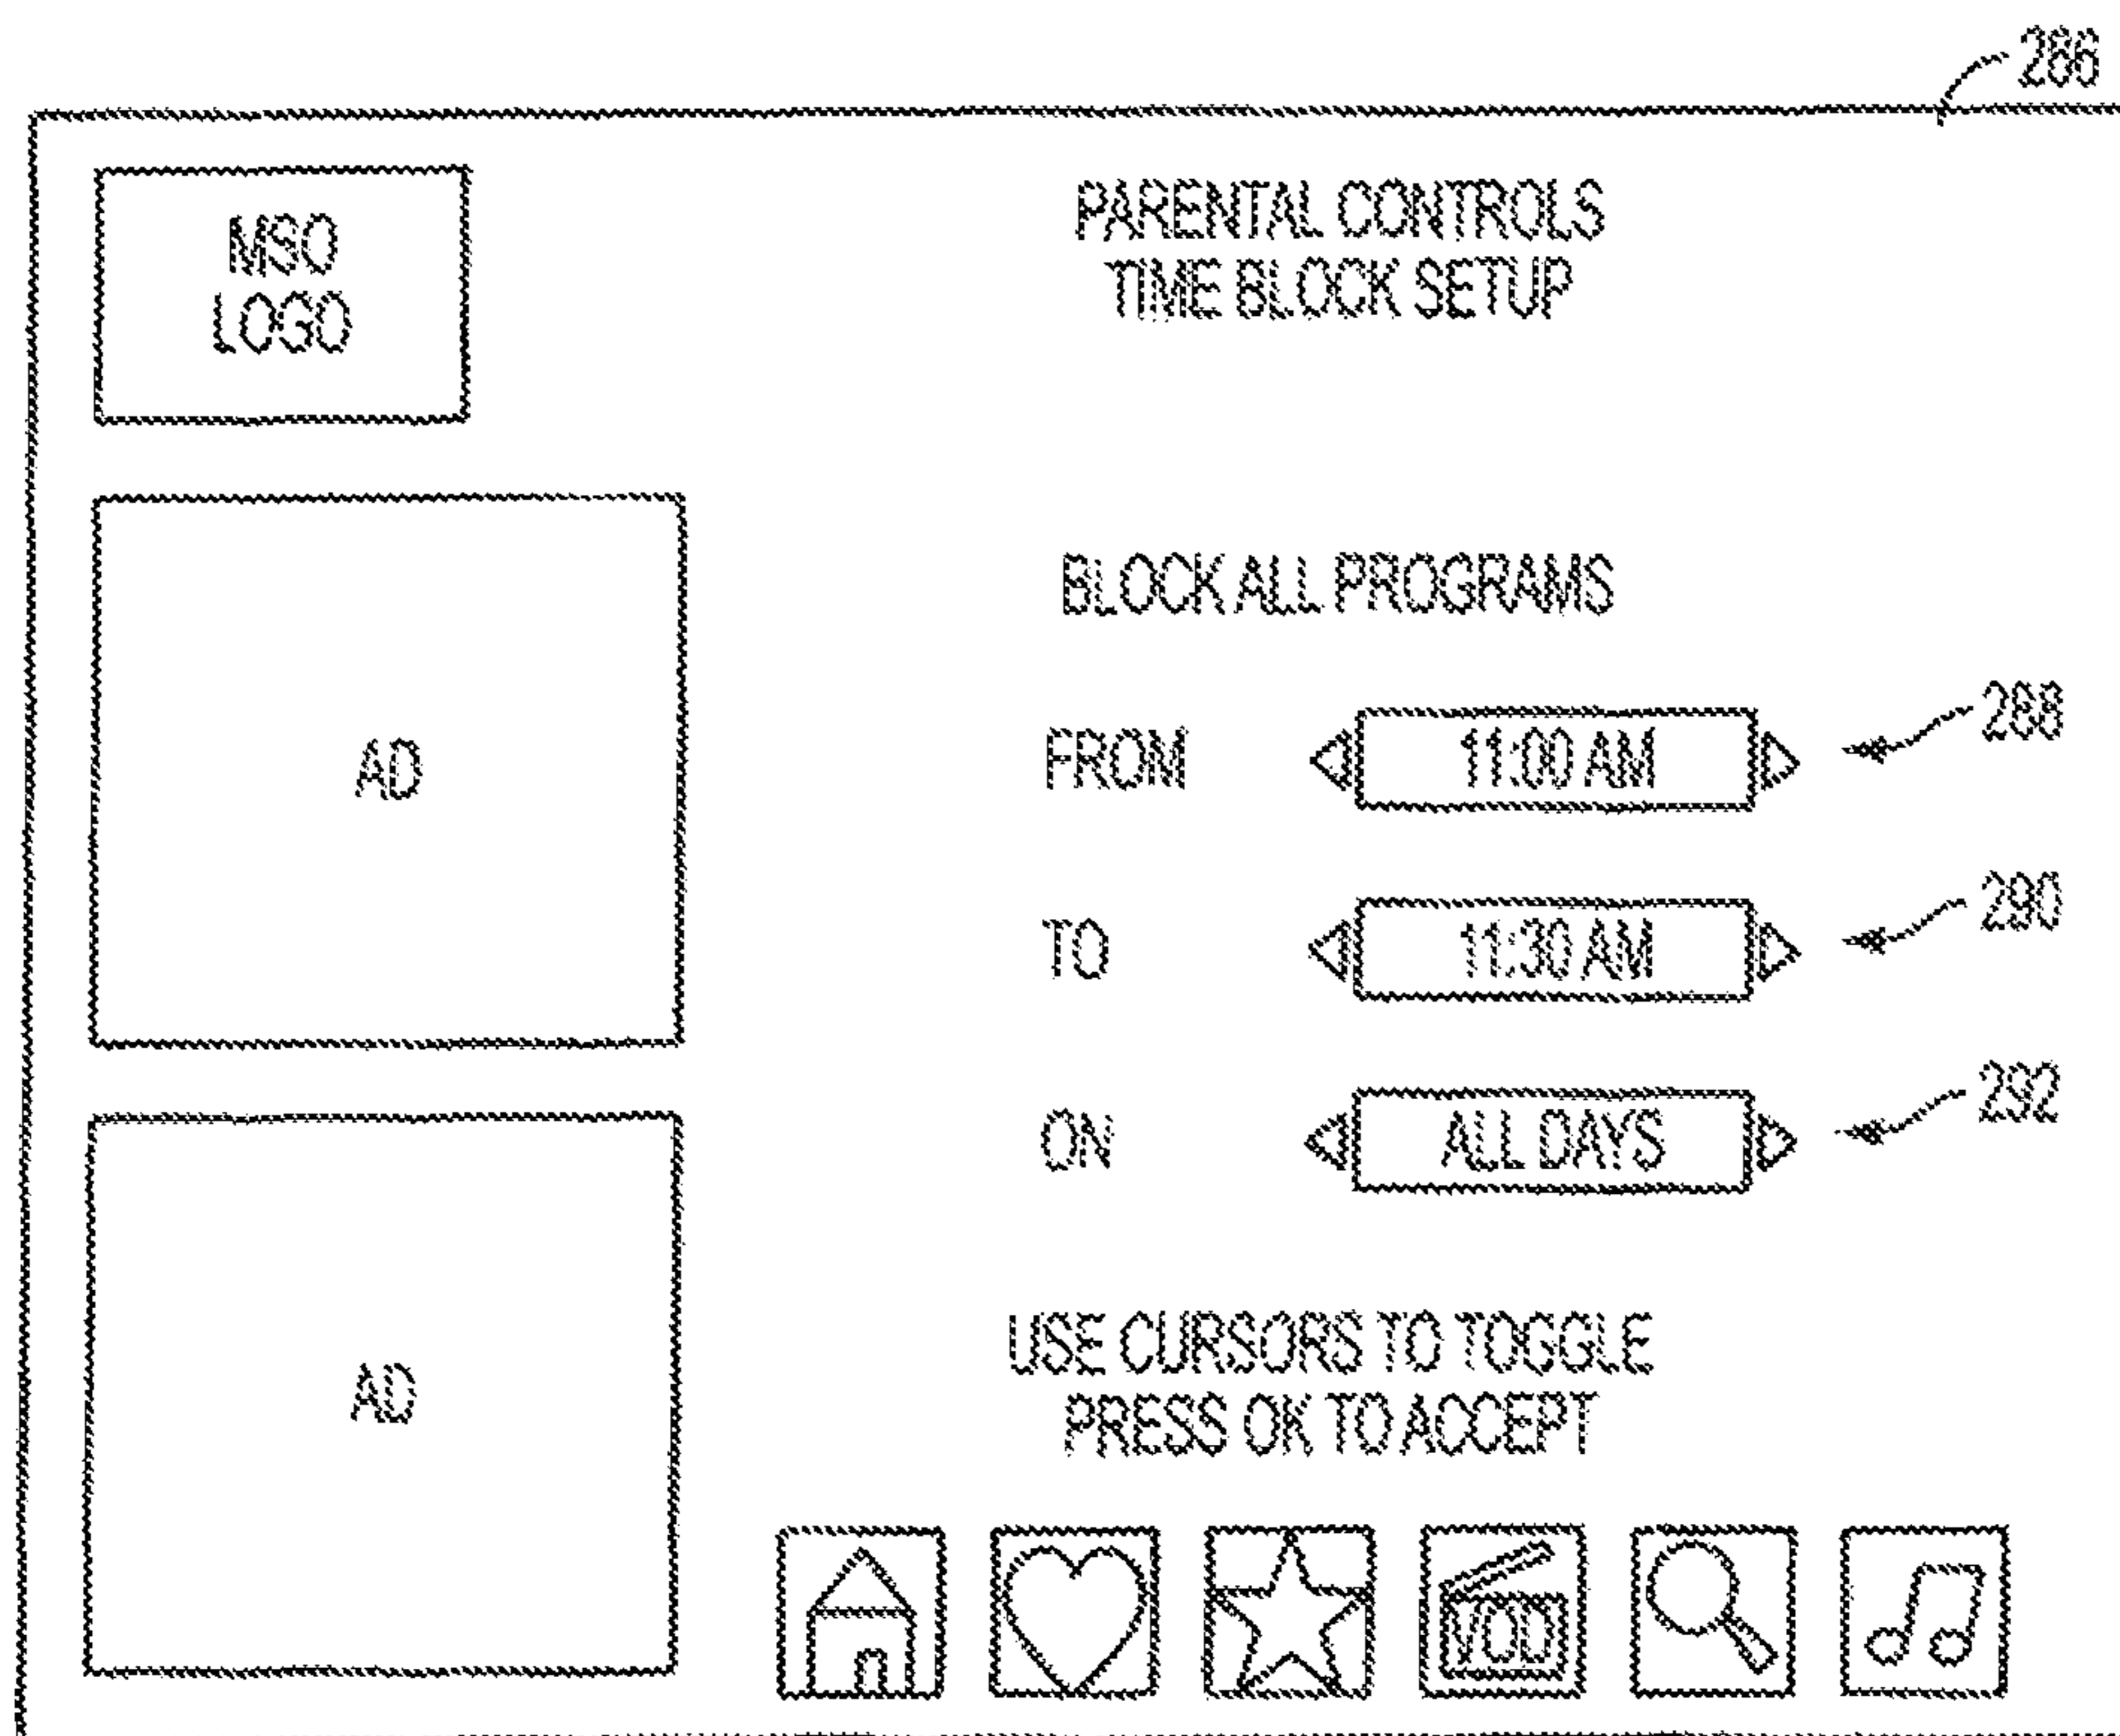 286
MSO
LOGO
PARENTAL CONTROLS
TIME BLOCK SETUP
AD
BLOCK ALL PROGRAMS
FROM 11:00 AM 288
TO 11:30 AM 290
ON ALL DAYS 292
AD
USE CURSORS TO TOGGLE
PRESS OK TO ACCEPT
VOD